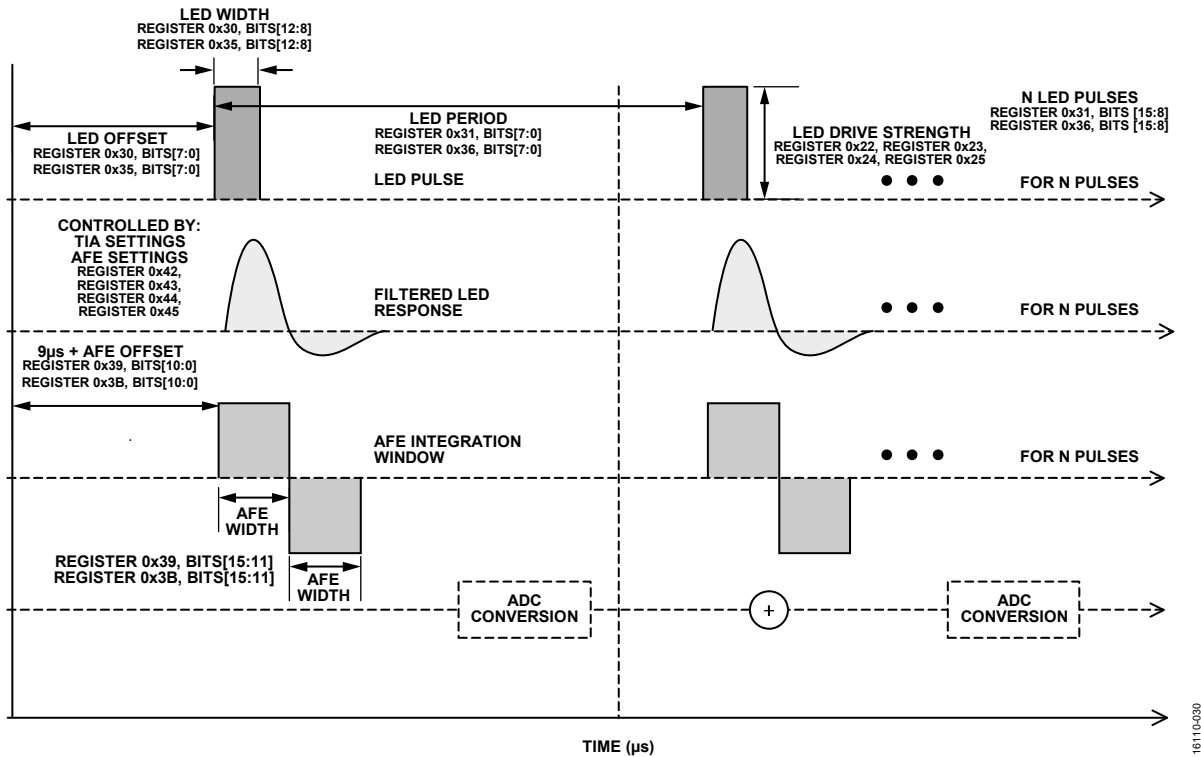 LED WIDTH
REGISTER 0x30, BITS[12:8]
REGISTER 0x35, BITS[12:8]
LED OFFSET
REGISTER 0x30, BITS[7:0]
REGISTER 0x35, BITS[7:0]
LED PERIOD
REGISTER 0x31, BITS[7:0]
REGISTER 0x36, BITS[7:0]
LED PULSE
LED DRIVE STRENGTH
REGISTER 0x22, REGISTER 0x23,
REGISTER 0x24, REGISTER 0x25
N LED PULSES
REGISTER 0x31, BITS [15:8]
REGISTER 0x36, BITS [15:8]
FOR N PULSES
CONTROLLED BY:
TIA SETTINGS
AFE SETTINGS
REGISTER 0x42,
REGISTER 0x43,
REGISTER 0x44,
REGISTER 0x45
FILTERED LED
RESPONSE
FOR N PULSES
9µs + AFE OFFSET
REGISTER 0x39, BITS[10:0]
REGISTER 0x3B, BITS[10:0]
AFE INTEGRATION
WINDOW
FOR N PULSES
AFE
WIDTH
REGISTER 0x39, BITS[15:11]
REGISTER 0x3B, BITS[15:11]
AFE
WIDTH
ADC
CONVERSION
+
ADC
CONVERSION
TIME (µs)
16110-030